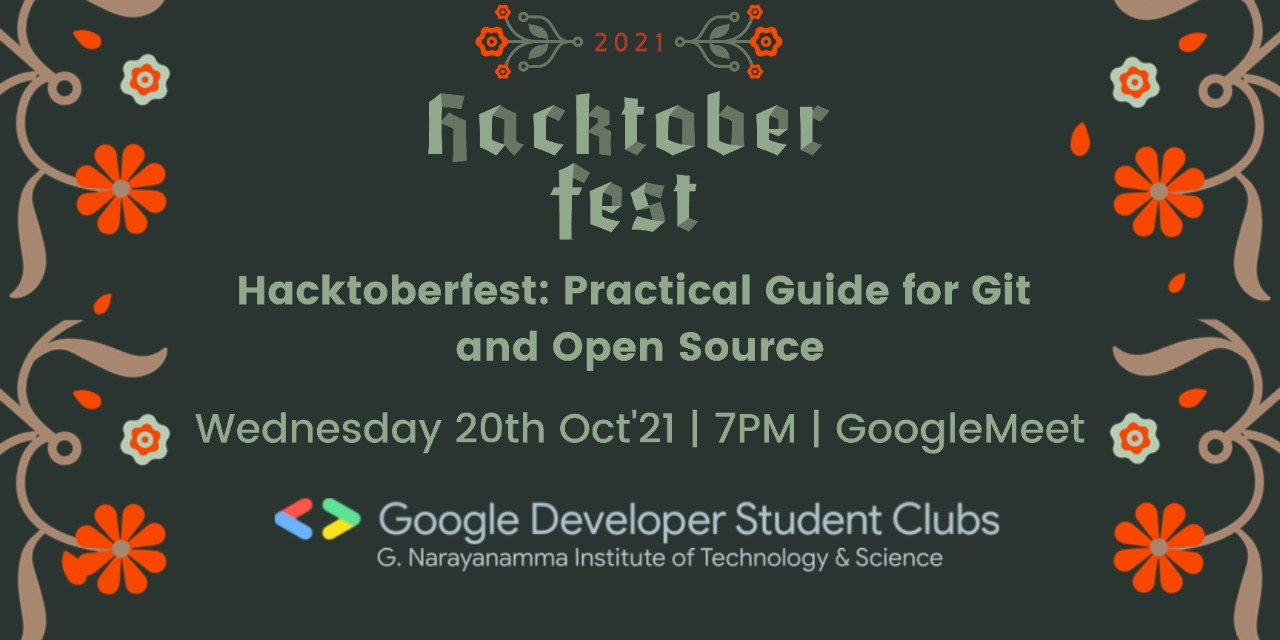 2021
hacktober
fest
Hacktoberfest: Practical Guide for Git
and Open Source
Wednesday 20th Oct'21 | 7PM | GoogleMeet
Google Developer Student Clubs
G. Narayanamma Institute of Technology & Science